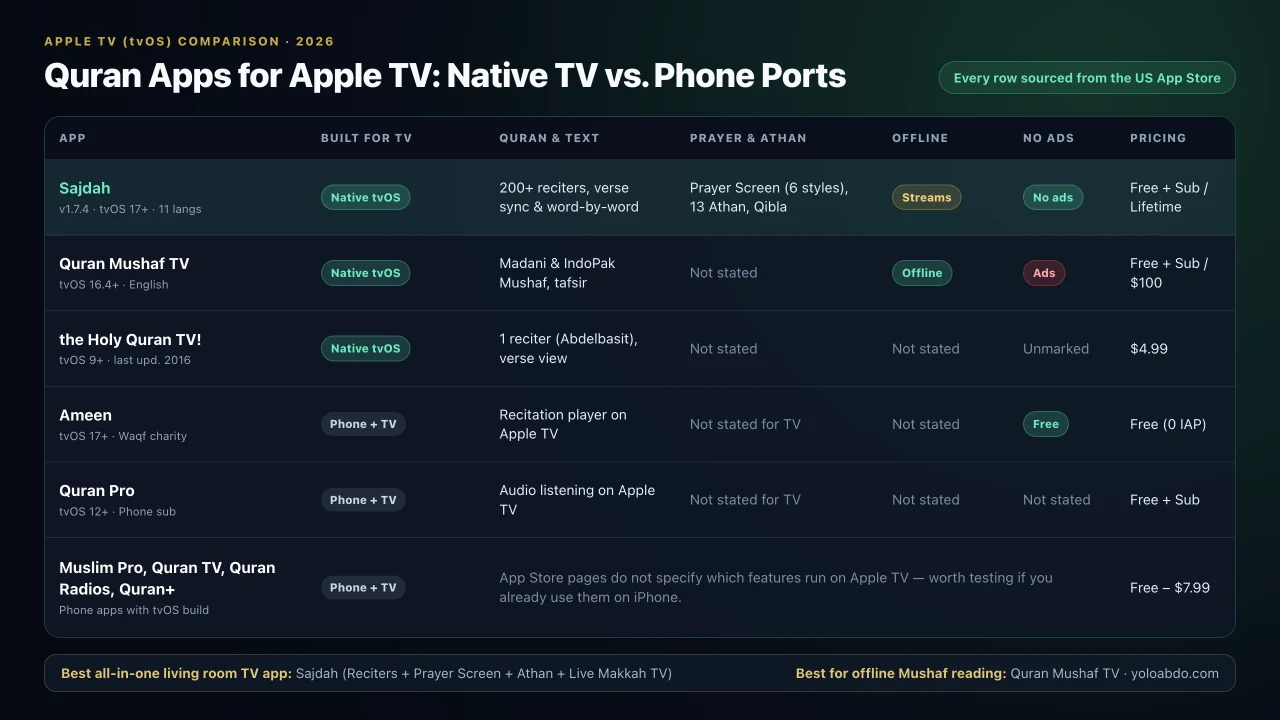 APPLE TV (tvOS) COMPARISON · 2026
Quran Apps for Apple TV: Native TV vs. Phone Ports
Every row sourced from the US App Store
APP
BUILT FOR TV
QURAN & TEXT
PRAYER & ATHAN
OFFLINE
NO ADS
PRICING
Sajdah
v1.7.4 · tvOS 17+ · 11 langs
Native tvOS
200+ reciters, verse
sync & word-by-word
Prayer Screen (6 styles),
13 Athan, Qibla
Streams
No ads
Free + Sub /
Lifetime
Quran Mushaf TV
tvOS 16.4+ · English
Native tvOS
Madani & IndoPak
Mushaf, tafsir
Not stated
Offline
Ads
Free + Sub /
$100
the Holy Quran TV!
tvOS 9+ · last upd. 2016
Native tvOS
1 reciter (Abdelbasit),
verse view
Not stated
Not stated
Unmarked
$4.99
Ameen
tvOS 17+ · Waqf charity
Phone + TV
Recitation player on
Apple TV
Not stated for TV
Not stated
Free
Free (0 IAP)
Quran Pro
tvOS 12+ · Phone sub
Phone + TV
Audio listening on Apple
TV
Not stated for TV
Not stated
Not stated
Free + Sub
Muslim Pro, Quran TV, Quran
Radios, Quran+
Phone apps with tvOS build
Phone + TV
App Store pages do not specify which features run on Apple TV — worth testing if you
already use them on iPhone.
Free – $7.99
Best all-in-one living room TV app: Sajdah (Reciters + Prayer Screen + Athan + Live Makkah TV)
Best for offline Mushaf reading: Quran Mushaf TV · yoloabdo.com